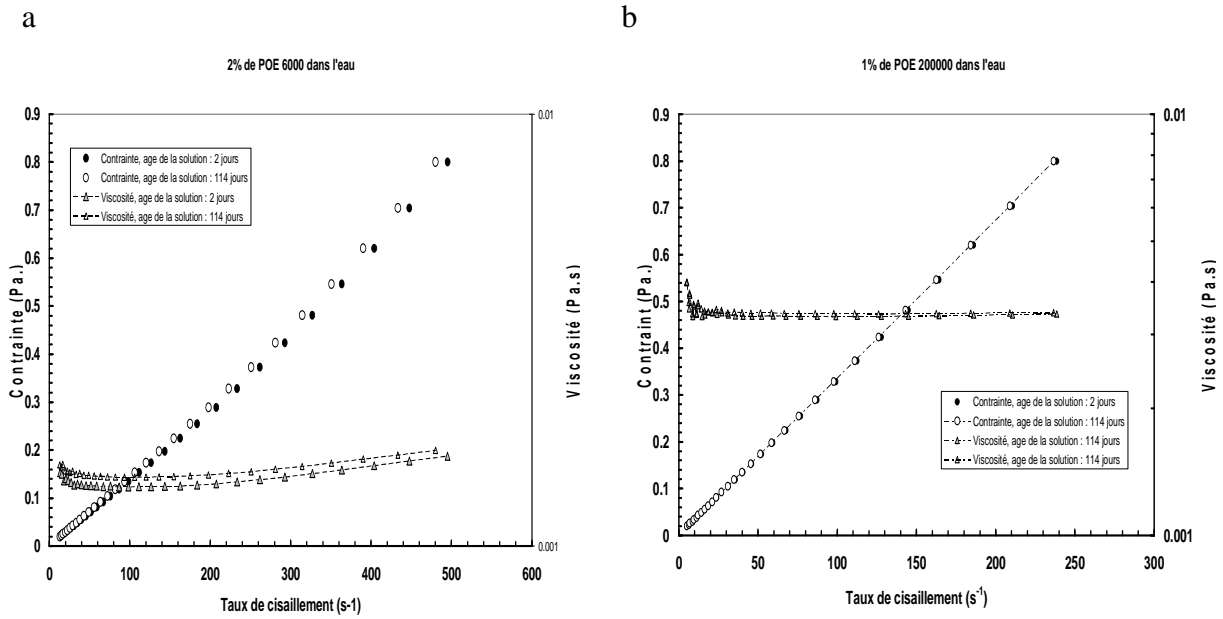 a
2% de POE 6000 dans l'eau
0.9
0.8
0.7
0.6
0.5
0.4
0.3
0.2
0.1
0
Contrainte (Pa.)
Contrainte, age de la solution : 2 jours
Contrainte, age de la solution : 114 jours
Viscosité, age de la solution : 2 jours
Viscosité, age de la solution : 114 jours
0.01
0.001
Viscosité (Pa.s)
0 100 200 300 400 500 600
Taux de cisaillement (s-1)
b
1% de POE 200000 dans l'eau
0.9
0.8
0.7
0.6
0.5
0.4
0.3
0.2
0.1
0
Contraint (Pa.)
Contrainte, age de la solution : 2 jours
Contrainte, age de la solution : 114 jours
Viscosité, age de la solution : 114 jours
Viscosité, age de la solution : 114 jours
0.01
0.001
Viscosité (Pa.s)
0 50 100 150 200 250 300
Taux de cisaillement (s⁻¹)